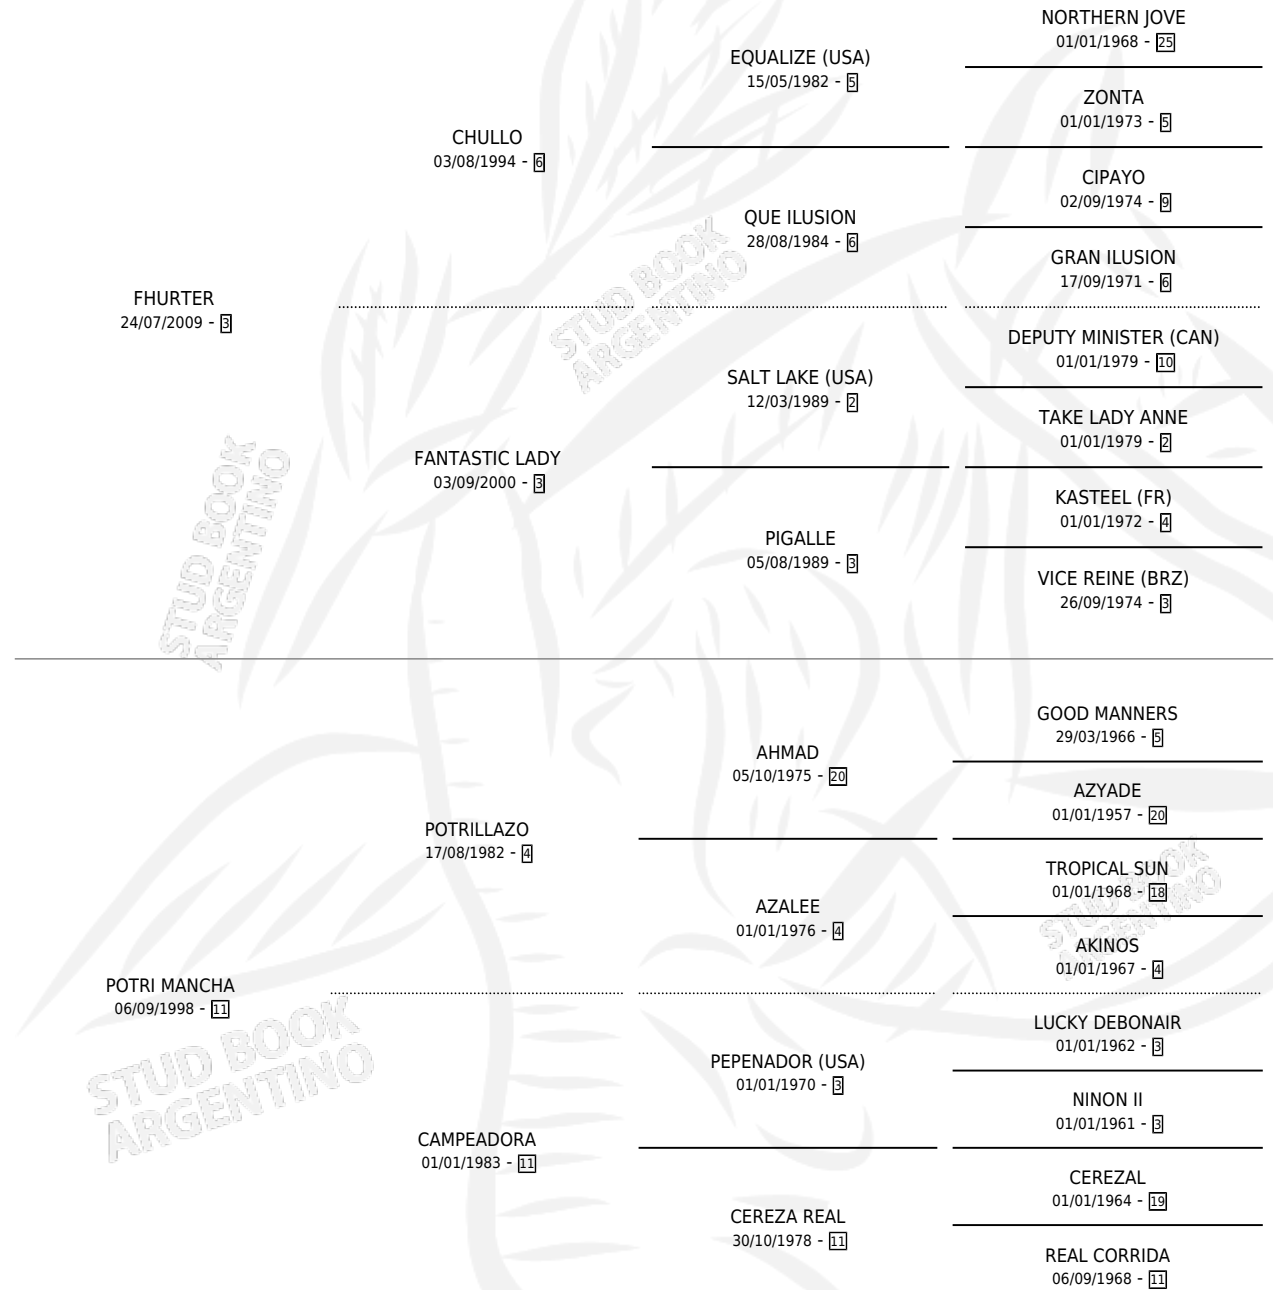 NORTHERN JOVE
01/01/1968 - 25
EQUALIZE (USA)
15/05/1982 - 5
ZONTA
01/01/1973 - 5
CHULLO
03/08/1994 - 6
CIPAYO
02/09/1974 - 9
QUE ILUSION
28/08/1984 - 6
GRAN ILUSION
17/09/1971 - 6
FHURTER
24/07/2009 - 3
DEPUTY MINISTER (CAN)
01/01/1979 - 10
SALT LAKE (USA)
12/03/1989 - 2
TAKE LADY ANNE
01/01/1979 - 2
FANTASTIC LADY
03/09/2000 - 3
KASTEEL (FR)
01/01/1972 - 4
PIGALLE
05/08/1989 - 3
VICE REINE (BRZ)
26/09/1974 - 3
STUD BOOK
ARGENTINO
STUD BOOK
ARGENTINO
GOOD MANNERS
29/03/1966 - 5
AHMAD
05/10/1975 - 20
AZYADE
01/01/1957 - 20
POTRILLAZO
17/08/1982 - 4
TROPICAL SUN
01/01/1968 - 18
AZALEE
01/01/1976 - 4
AKINOS
01/01/1967 - 4
POTRI MANCHA
06/09/1998 - 11
LUCKY DEBONAIR
01/01/1962 - 3
PEPENADOR (USA)
01/01/1970 - 3
NINON II
01/01/1961 - 3
CAMPEADORA
01/01/1983 - 11
CEREZAL
01/01/1964 - 19
CEREZA REAL
30/10/1978 - 11
REAL CORRIDA
06/09/1968 - 11
STUD BOOK
ARGENTINO
STUD BOOK
ARGENTINO